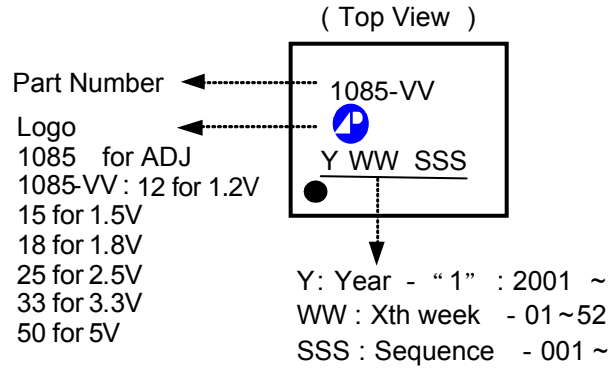 ( Top View )
Part Number
1085-VV
Logo
1085 for ADJ
1085-VV : 12 for 1.2V
15 for 1.5V
18 for 1.8V
25 for 2.5V
33 for 3.3V
50 for 5V
Y WW SSS
Y: Year - “1” : 2001 ~
WW : Xth week - 01~52
SSS : Sequence - 001 ~